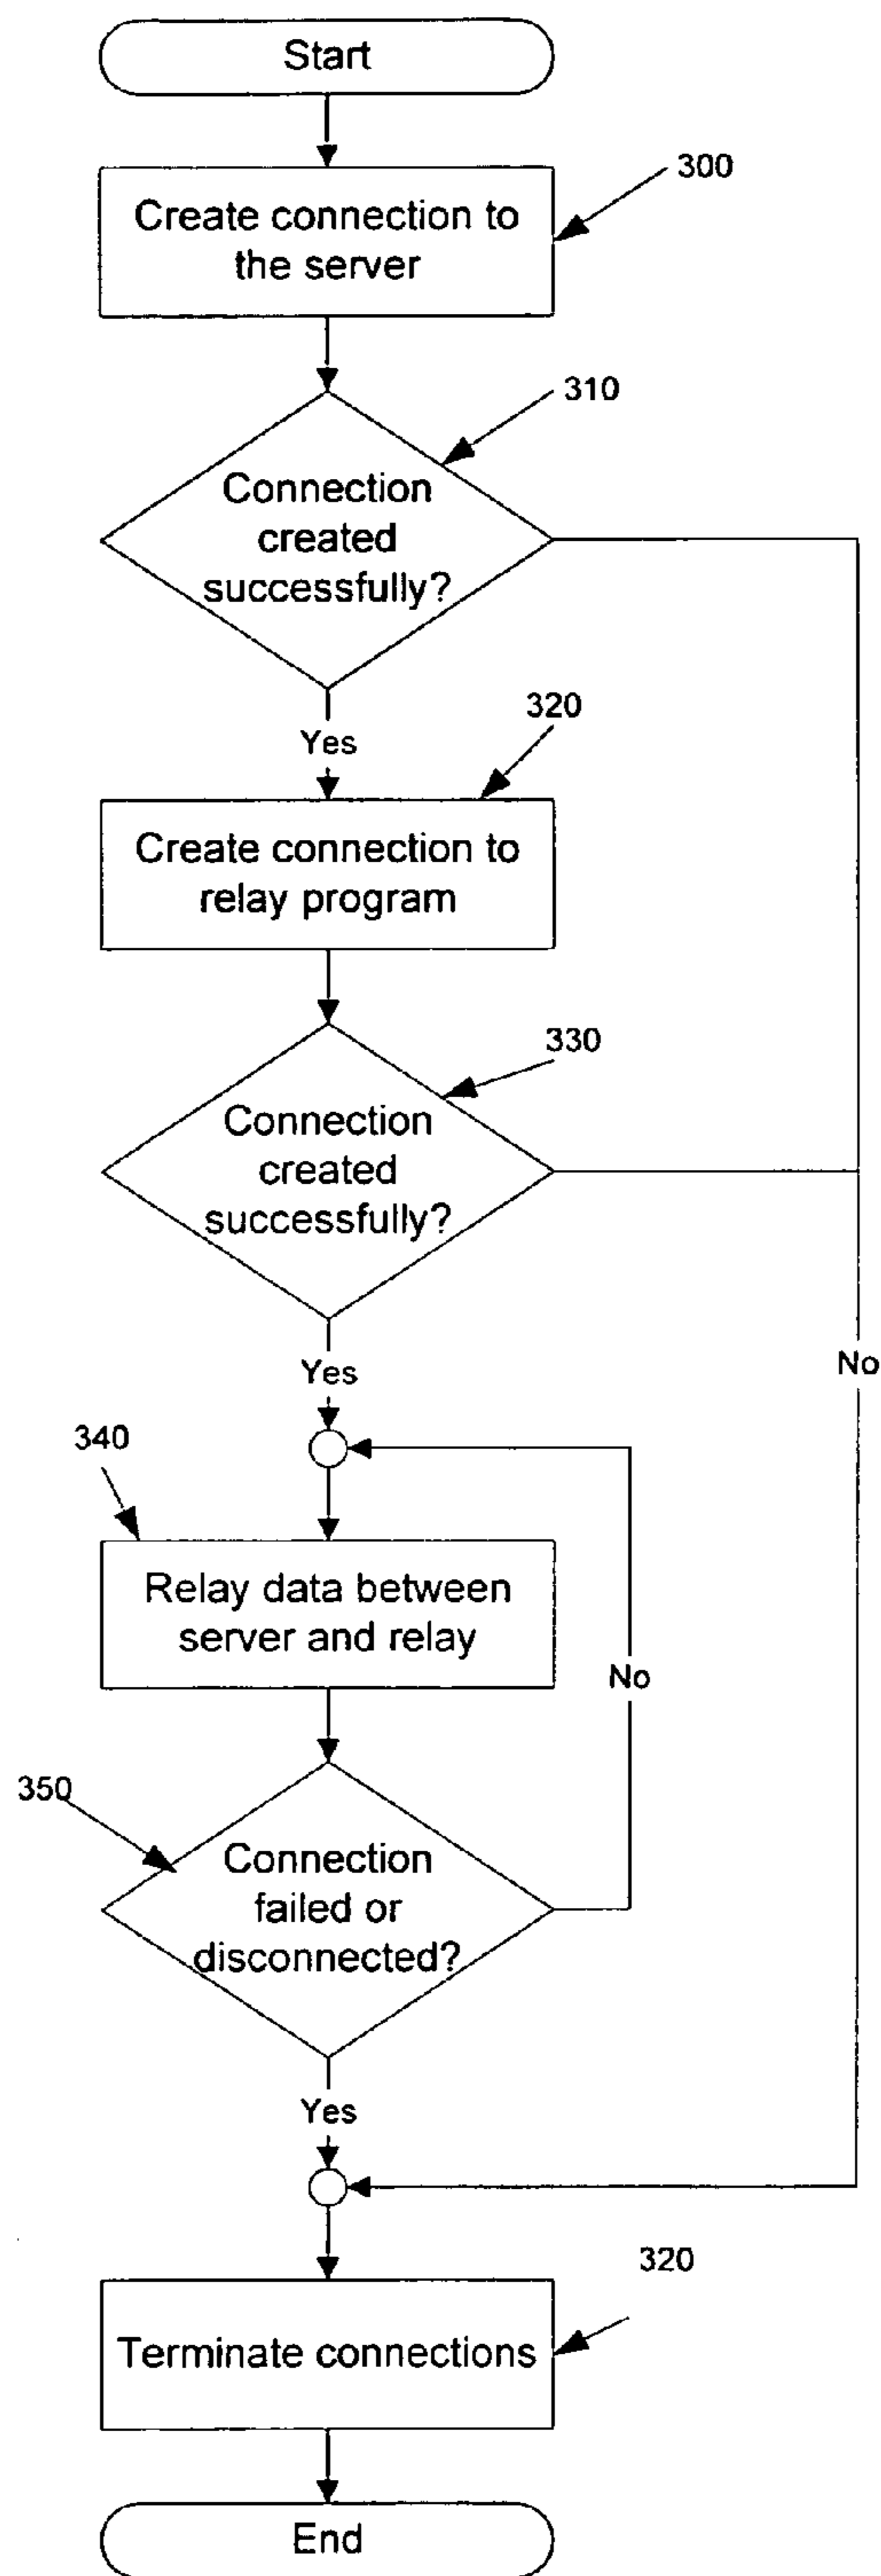 Start
300
Create connection to
the server
310
Connection
created
successfully?
Yes
320
Create connection to
relay program
330
Connection
created
successfully?
Yes
No
340
Relay data between
server and relay
No
350
Connection
failed or
disconnected?
Yes
320
Terminate connections
End